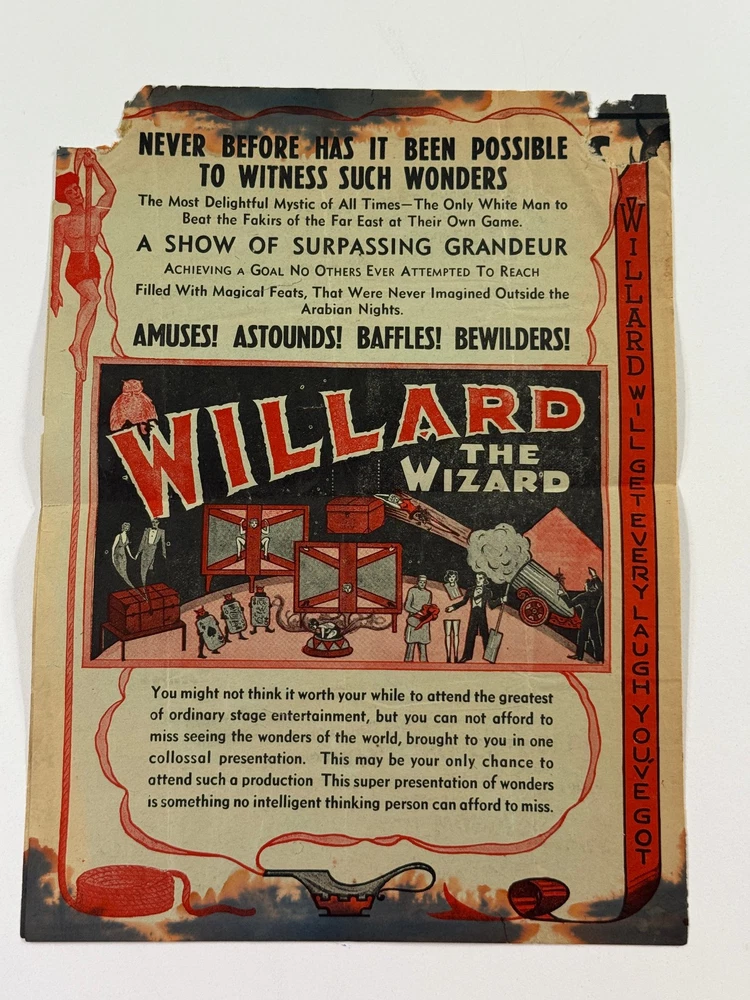 NEVER BEFORE HAS IT BEEN POSSIBLE
TO WITNESS SUCH WONDERS
The Most Delightful Mystic of All Times—The Only White Man to
Beat the Fakirs of the Far East at Their Own Game.
A SHOW OF SURPASSING GRANDEUR
ACHIEVING A GOAL NO OTHERS EVER ATTEMPTED TO REACH
Filled With Magical Feats, That Were Never Imagined Outside the
Arabian Nights.
AMUSES! ASTOUNDS! BAFFLES! BEWILDERS!
WILLARD
THE
WIZARD
You might not think it worth your while to attend the greatest
of ordinary stage entertainment, but you can not afford to
miss seeing the wonders of the world, brought to you in one
collossal presentation. This may be your only chance to
attend such a production This super presentation of wonders
is something no intelligent thinking person can afford to miss.
WILLARD WILL GET EVERY LAUGH YOU'VE GOT